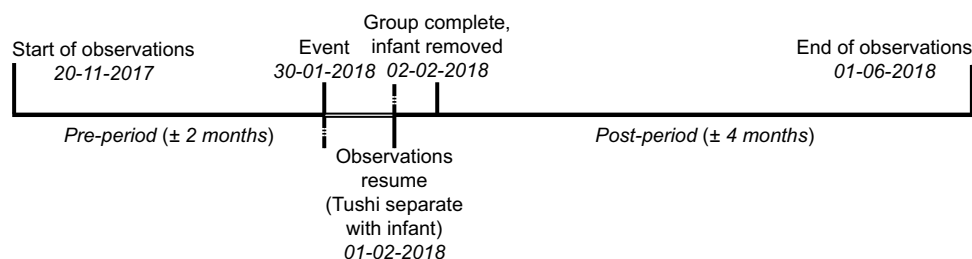 Start of observations
20-11-2017
Event
30-01-2018
Group complete,
infant removed
02-02-2018
End of observations
01-06-2018
Pre-period (± 2 months)
Observations
resume
(Tushi separate
with infant)
01-02-2018
Post-period (± 4 months)